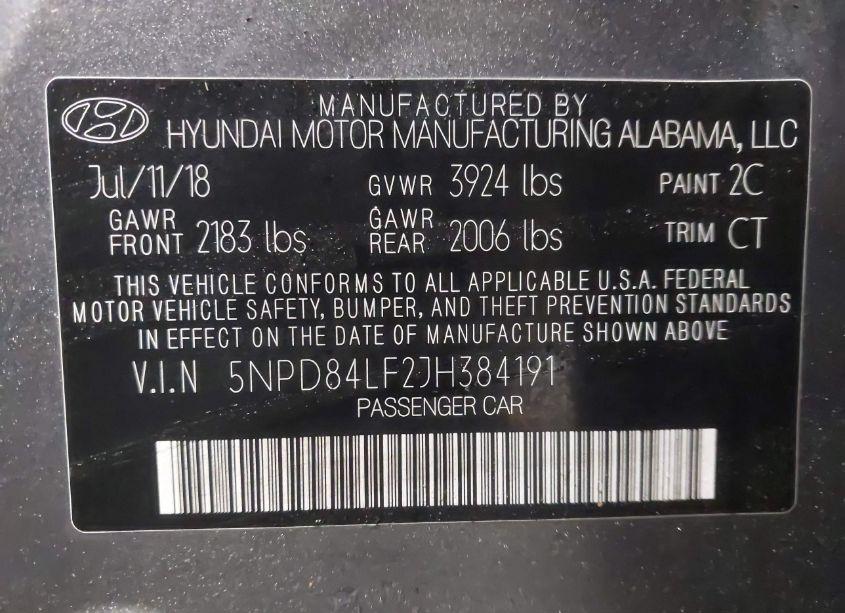 MANUFACTURED BY
HYUNDAI MOTOR MANUFACTURING ALABAMA, LLC
Jul/11/18 GVWR 3924 lbs PAINT 2C
GAWR FRONT 2183 lbs GAWR REAR 2006 lbs TRIM CT
THIS VEHICLE CONFORMS TO ALL APPLICABLE U.S.A. FEDERAL
MOTOR VEHICLE SAFETY, BUMPER, AND THEFT PREVENTION STANDARDS
IN EFFECT ON THE DATE OF MANUFACTURE SHOWN ABOVE
V.I.N 5NPD84LF2JH384191
PASSENGER CAR